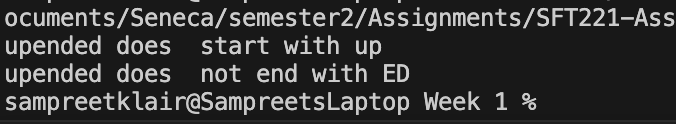 ocuments/Seneca/semester2/Assignments/SFT221-Ass
upended does  start with up
upended does  not end with ED
sampreetklair@SampreetsLaptop Week 1 %